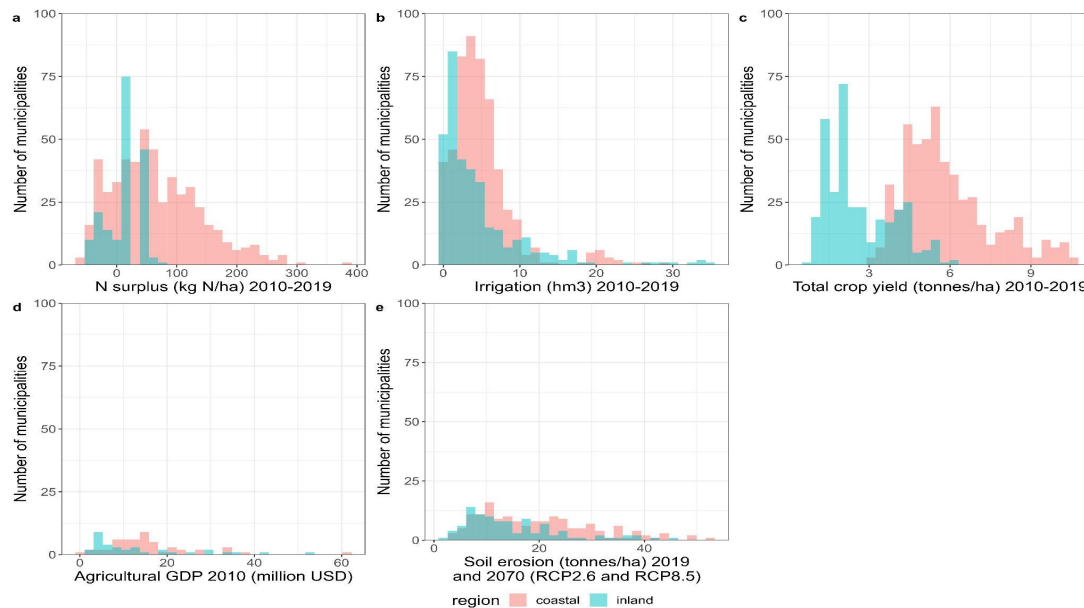 a
b
c
100
75
50
25
0
Number of municipalities
0
100
200
300
400
N surplus (kg N/ha) 2010-2019
100
75
50
25
0
Number of municipalities
0
10
20
30
Irrigation (hm3) 2010-2019
100
75
50
25
0
Number of municipalities
3
6
9
Total crop yield (tonnes/ha) 2010-2019
d
e
100
75
50
25
0
Number of municipalities
0
20
40
60
Agricultural GDP 2010 (million USD)
100
75
50
25
0
Number of municipalities
0
20
40
Soil erosion (tonnes/ha) 2019
and 2070 (RCP2.6 and RCP8.5)
region coastal inland